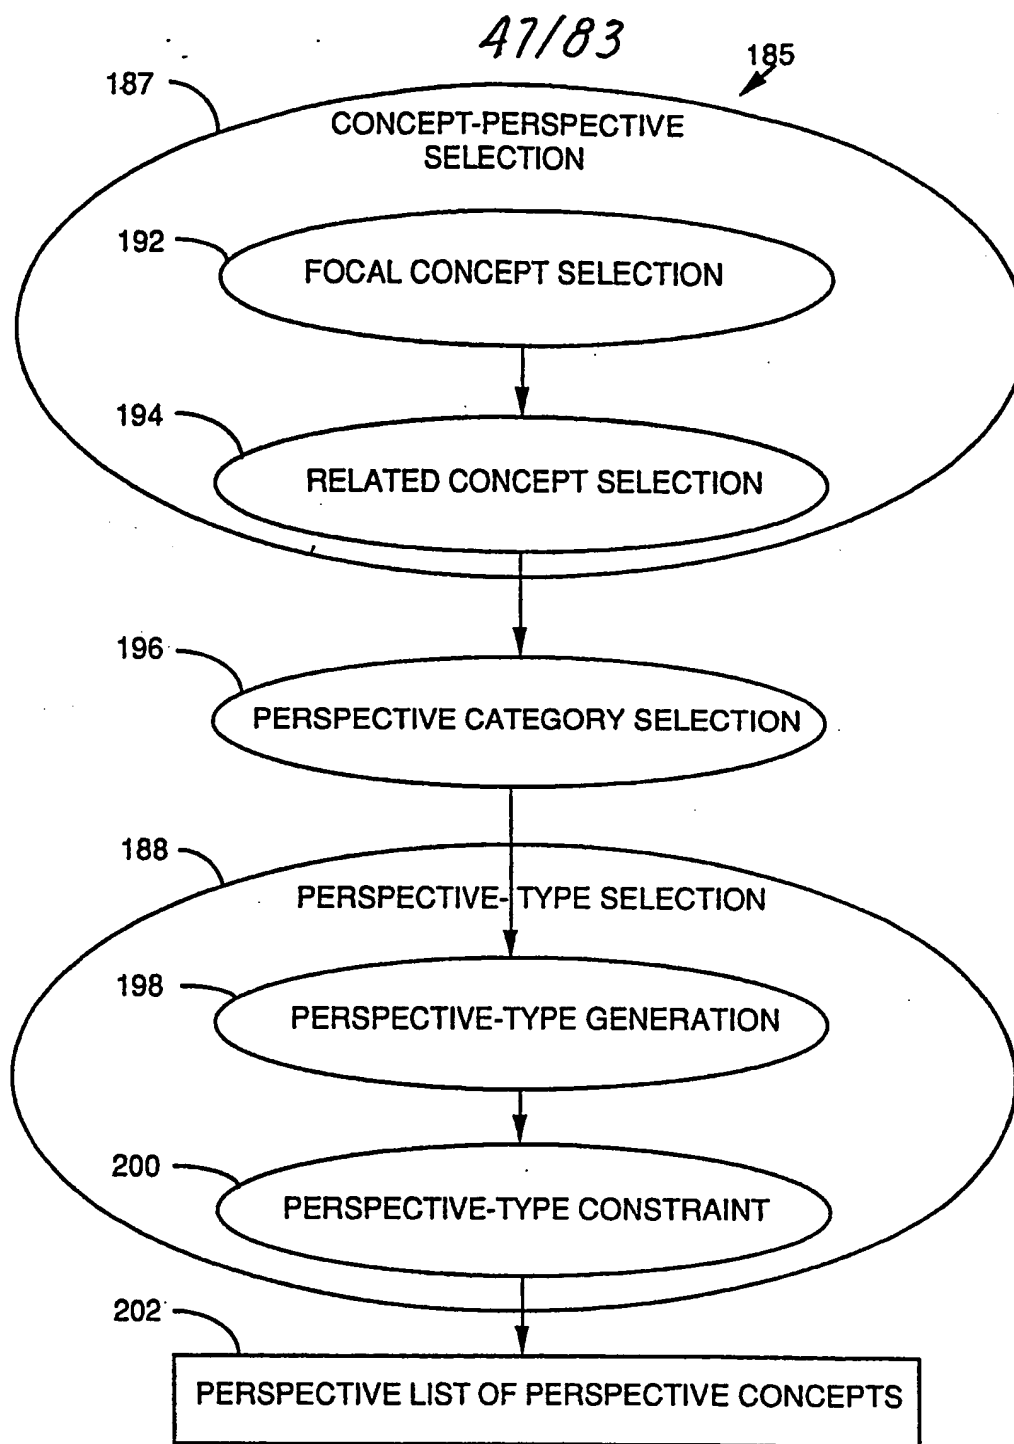 47/83
185
187
CONCEPT-PERSPECTIVE
SELECTION
192
FOCAL CONCEPT SELECTION
194
RELATED CONCEPT SELECTION
196
PERSPECTIVE CATEGORY SELECTION
188
PERSPECTIVE- TYPE SELECTION
198
PERSPECTIVE-TYPE GENERATION
200
PERSPECTIVE-TYPE CONSTRAINT
202
PERSPECTIVE LIST OF PERSPECTIVE CONCEPTS